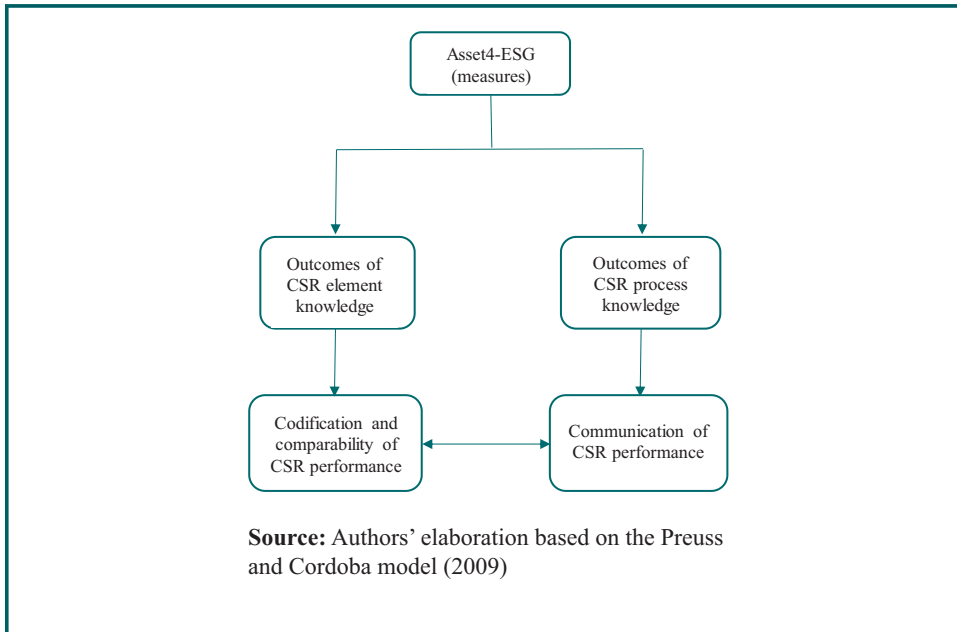 Asset4-ESG
(measures)
Outcomes of
CSR element
knowledge
Outcomes of
CSR process
knowledge
Codification and
comparability of
CSR performance
Communication of
CSR performance
Source: Authors’ elaboration based on the Preuss
and Cordoba model (2009)